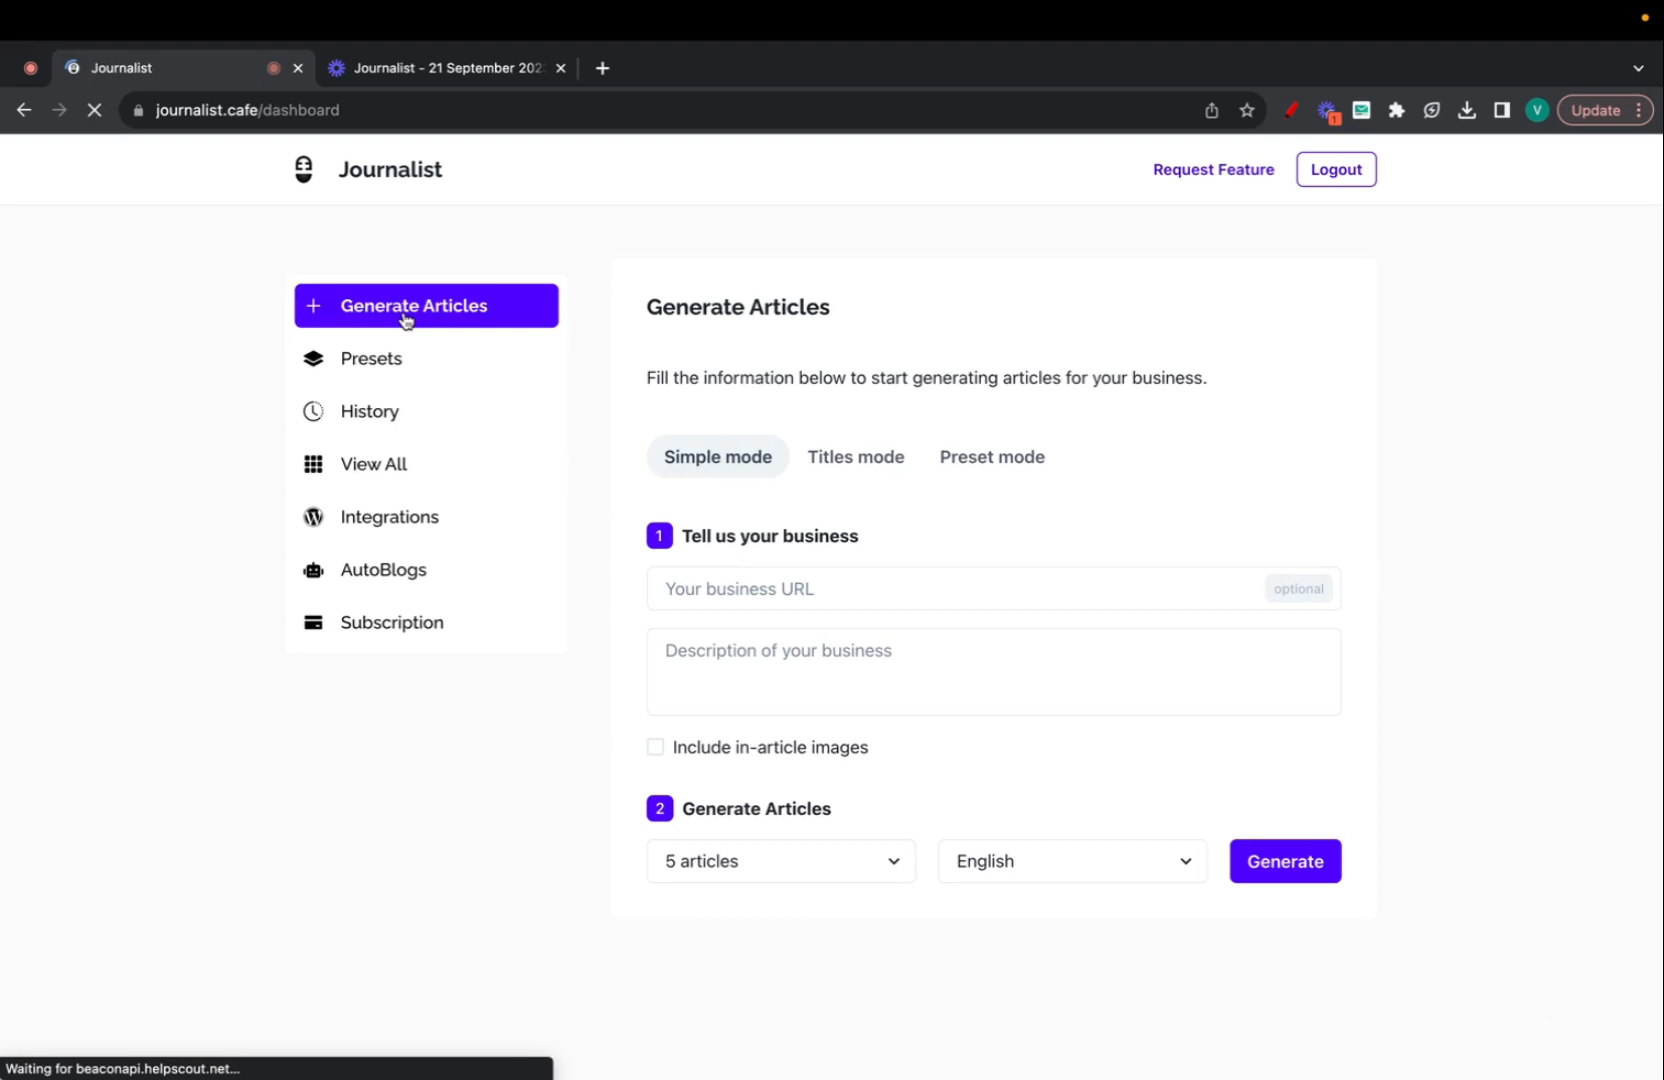 Journalist
Journalist - 21 September 202
journalist.cafe/dashboard
1
V
Update
Journalist
Request Feature
Logout
Generate Articles
Presets
History
View All
Integrations
AutoBlogs
Subscription
Generate Articles
Fill the information below to start generating articles for your business.
Simple mode
Titles mode
Preset mode
1 Tell us your business
Your business URL
optional
Description of your business
Include in-article images
2 Generate Articles
5 articles
English
Generate
Waiting for beaconapi.helpscout.net...